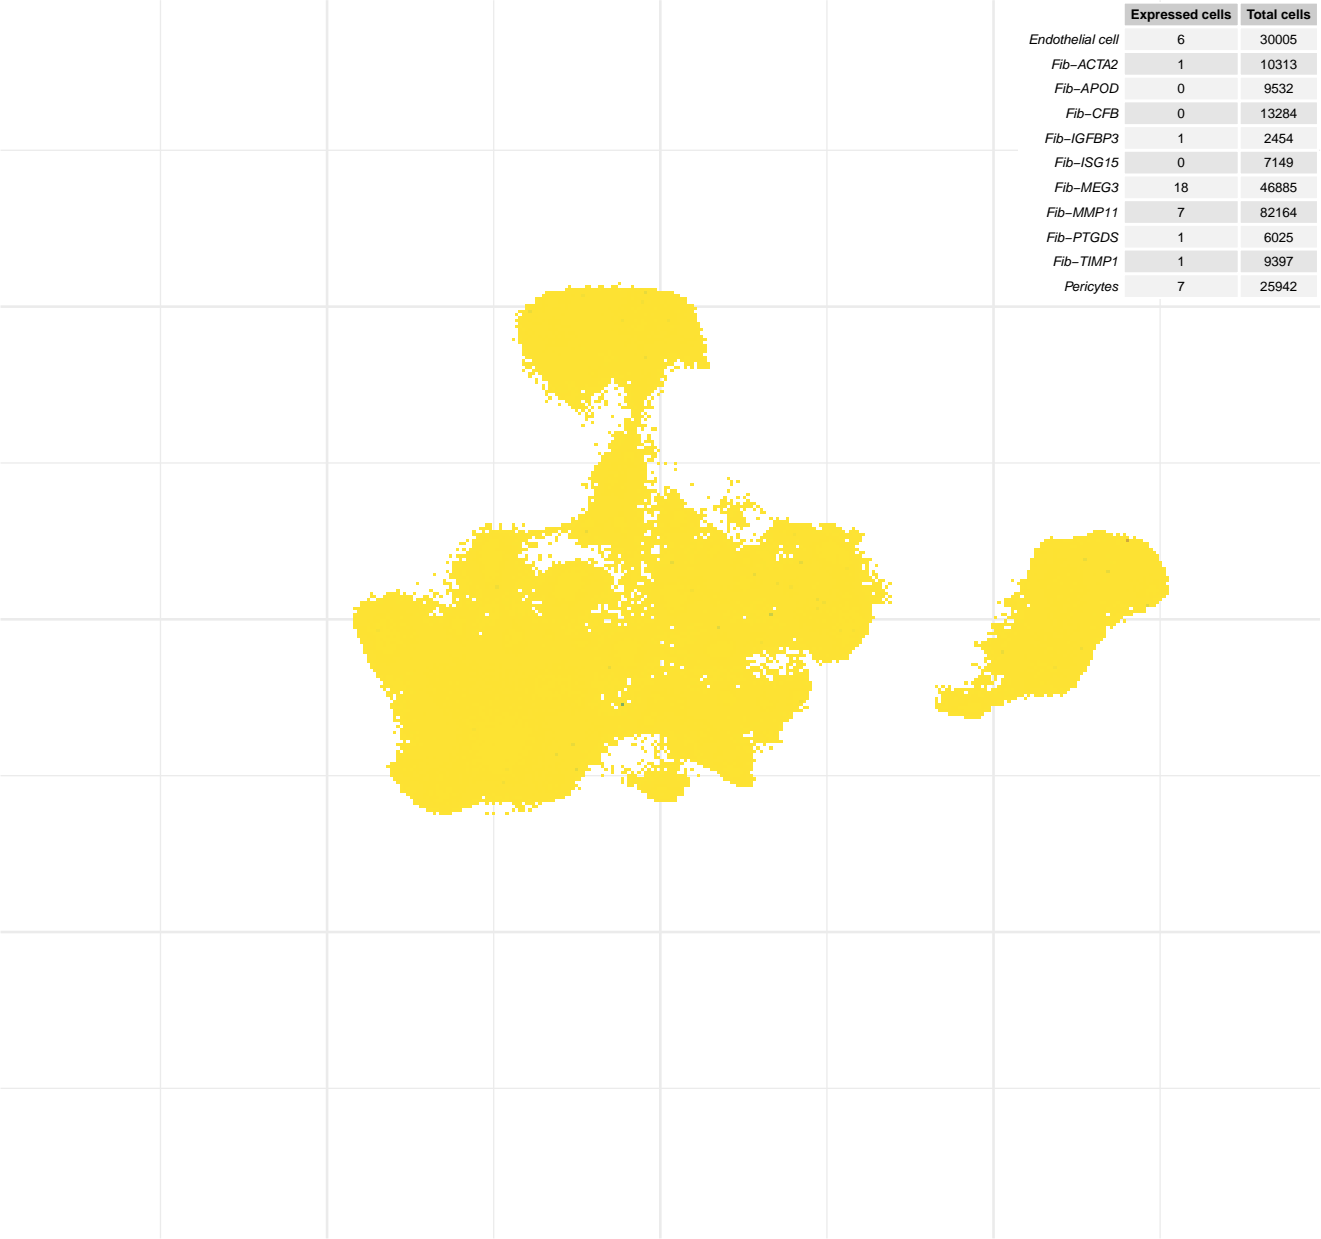 Expressed cells Total cells
Endothelial cell 6 30005
Fib−ACTA2 1 10313
Fib−APOD 0 9532
Fib−CFB 0 13284
Fib−IGFBP3 1 2454
Fib−ISG15 0 7149
Fib−MEG3 18 46885
Fib−MMP11 7 82164
Fib−PTGDS 1 6025
Fib−TIMP1 1 9397
Pericytes 7 25942